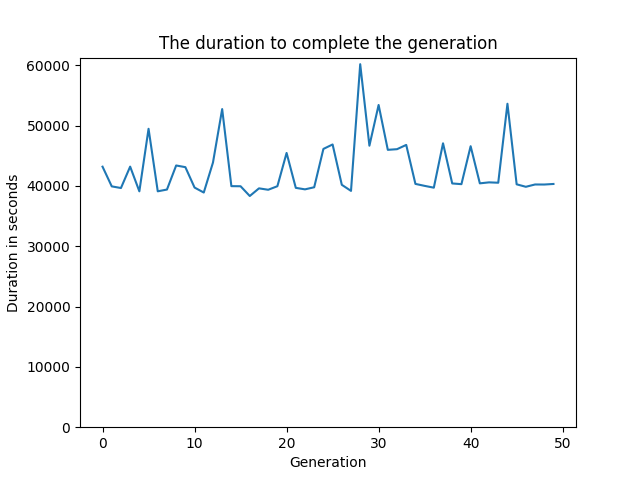 The duration to complete the generation
60000
50000
40000
30000
20000
10000
0
Duration in seconds
0 10 20 30 40 50
Generation